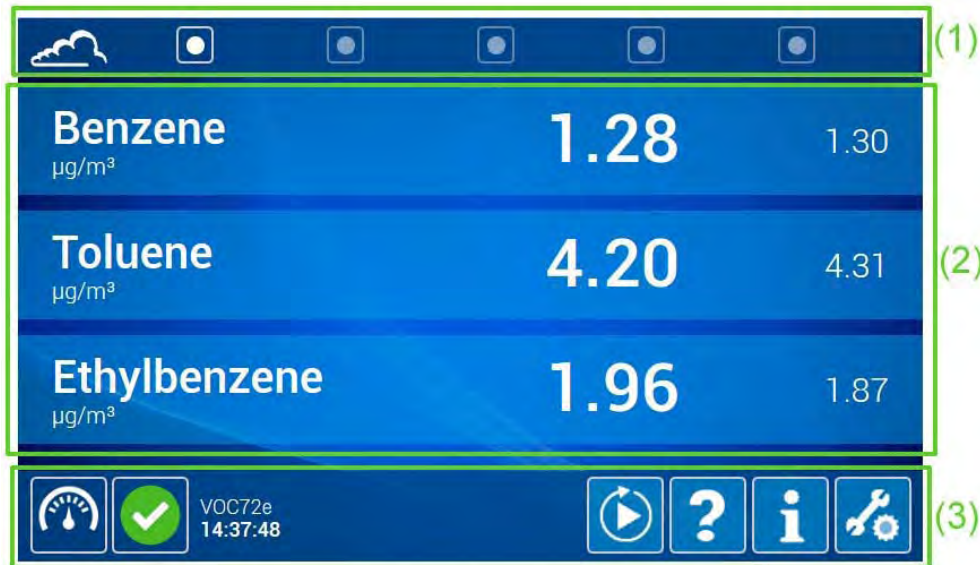 (1)
Benzene 1.28 1.30
µg/m³
(2)
Toluene 4.20 4.31
µg/m³
Ethylbenzene 1.96 1.87
µg/m³
(3)
VOC72e
14:37:48
? i